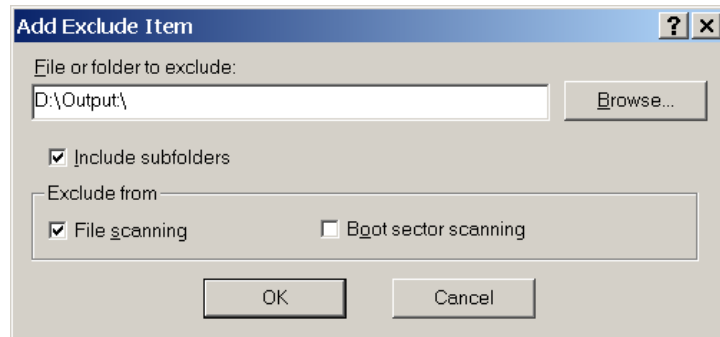 Add Exclude Item
File or folder to exclude:
D:\Output:\
Browse...
Include subfolders
Exclude from
File scanning
Boot sector scanning
OK
Cancel